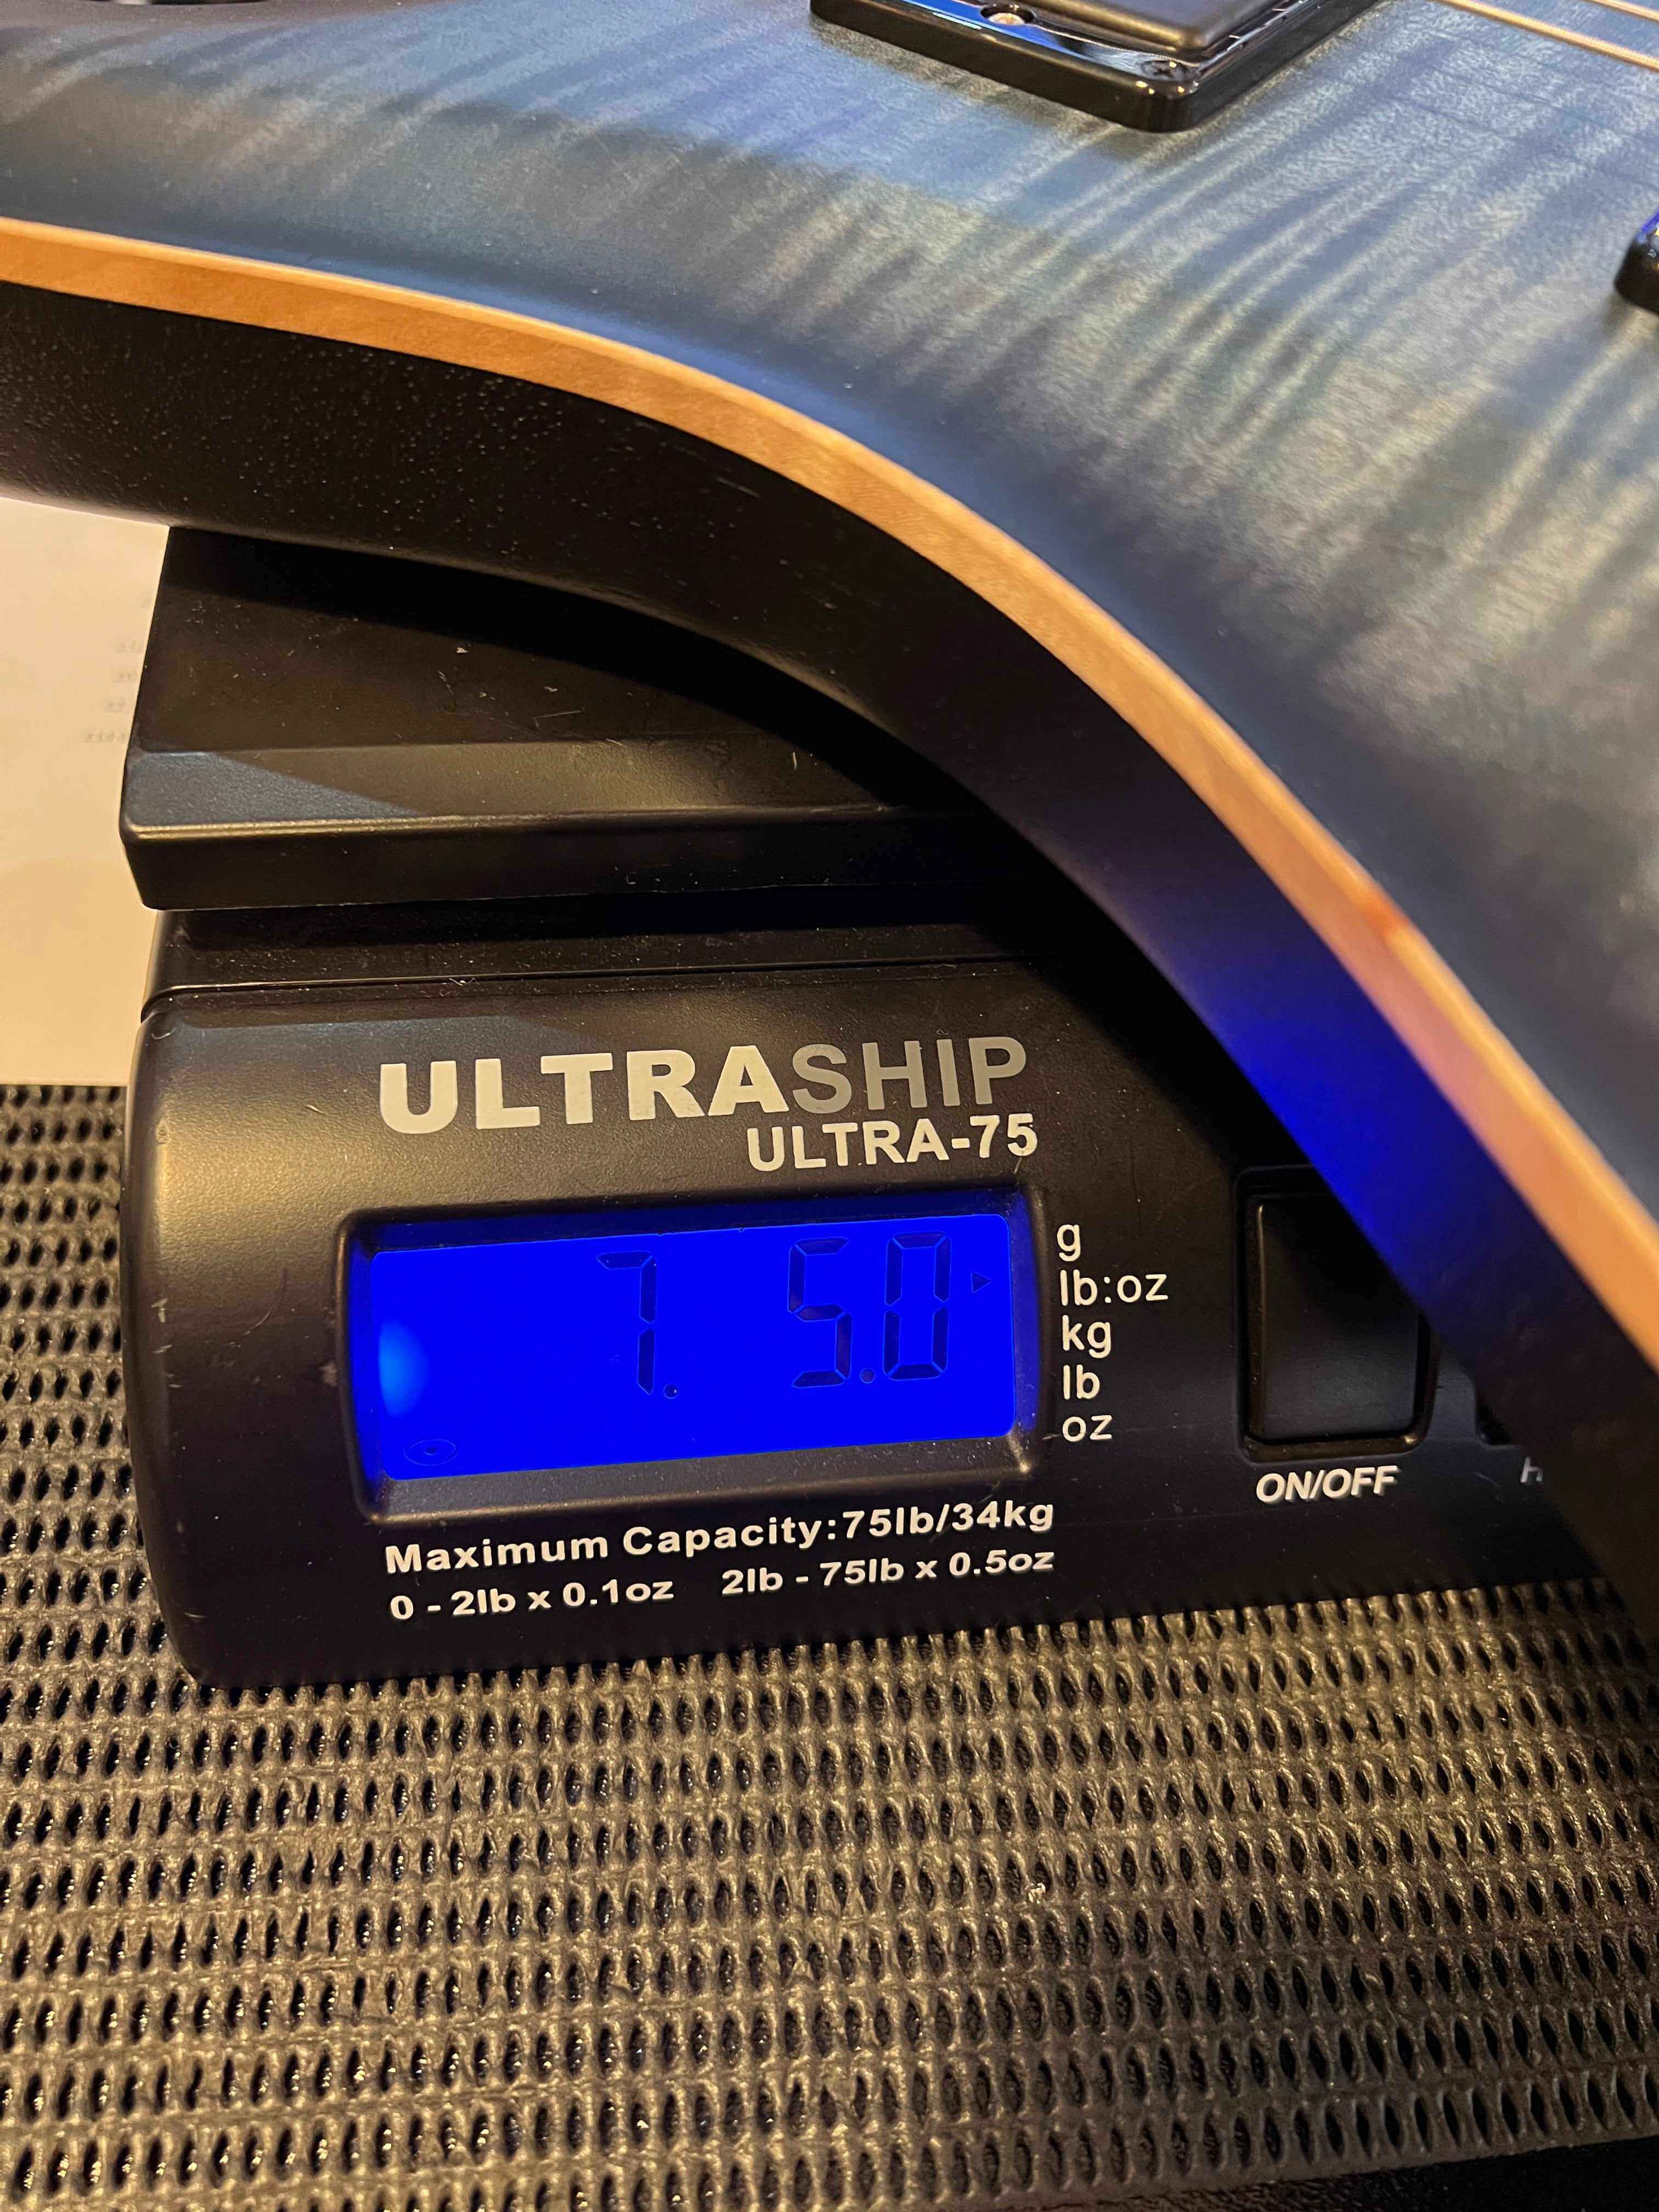 ULTRASHIP
ULTRA-75
7. 5.0
g
lb:oz
kg
lb
oz
ON/OFF
Maximum Capacity:75lb/34kg
0 - 2lb x 0.1oz 2lb - 75lb x 0.5oz